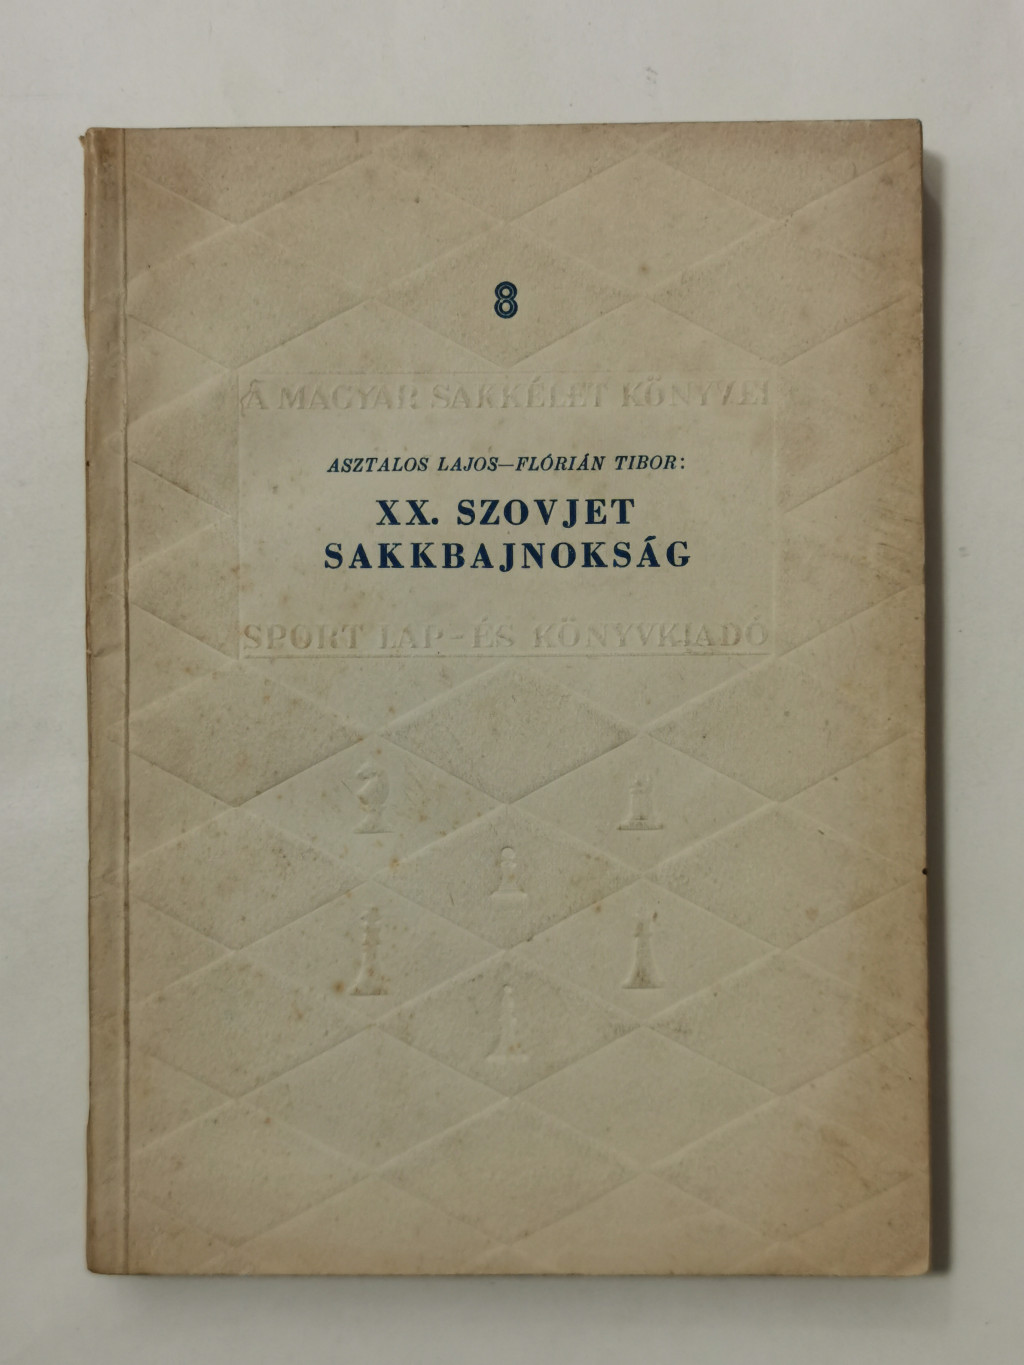 8
A MAGYAR SAKKÉLET KÖNYVEI
ASZTALOS LAJOS—FLÓRIÁN TIBOR:
XX. SZOVJET
SAKKBAJNOKSÁG
SPORT LAP- ÉS KÖNYVKIADÓ